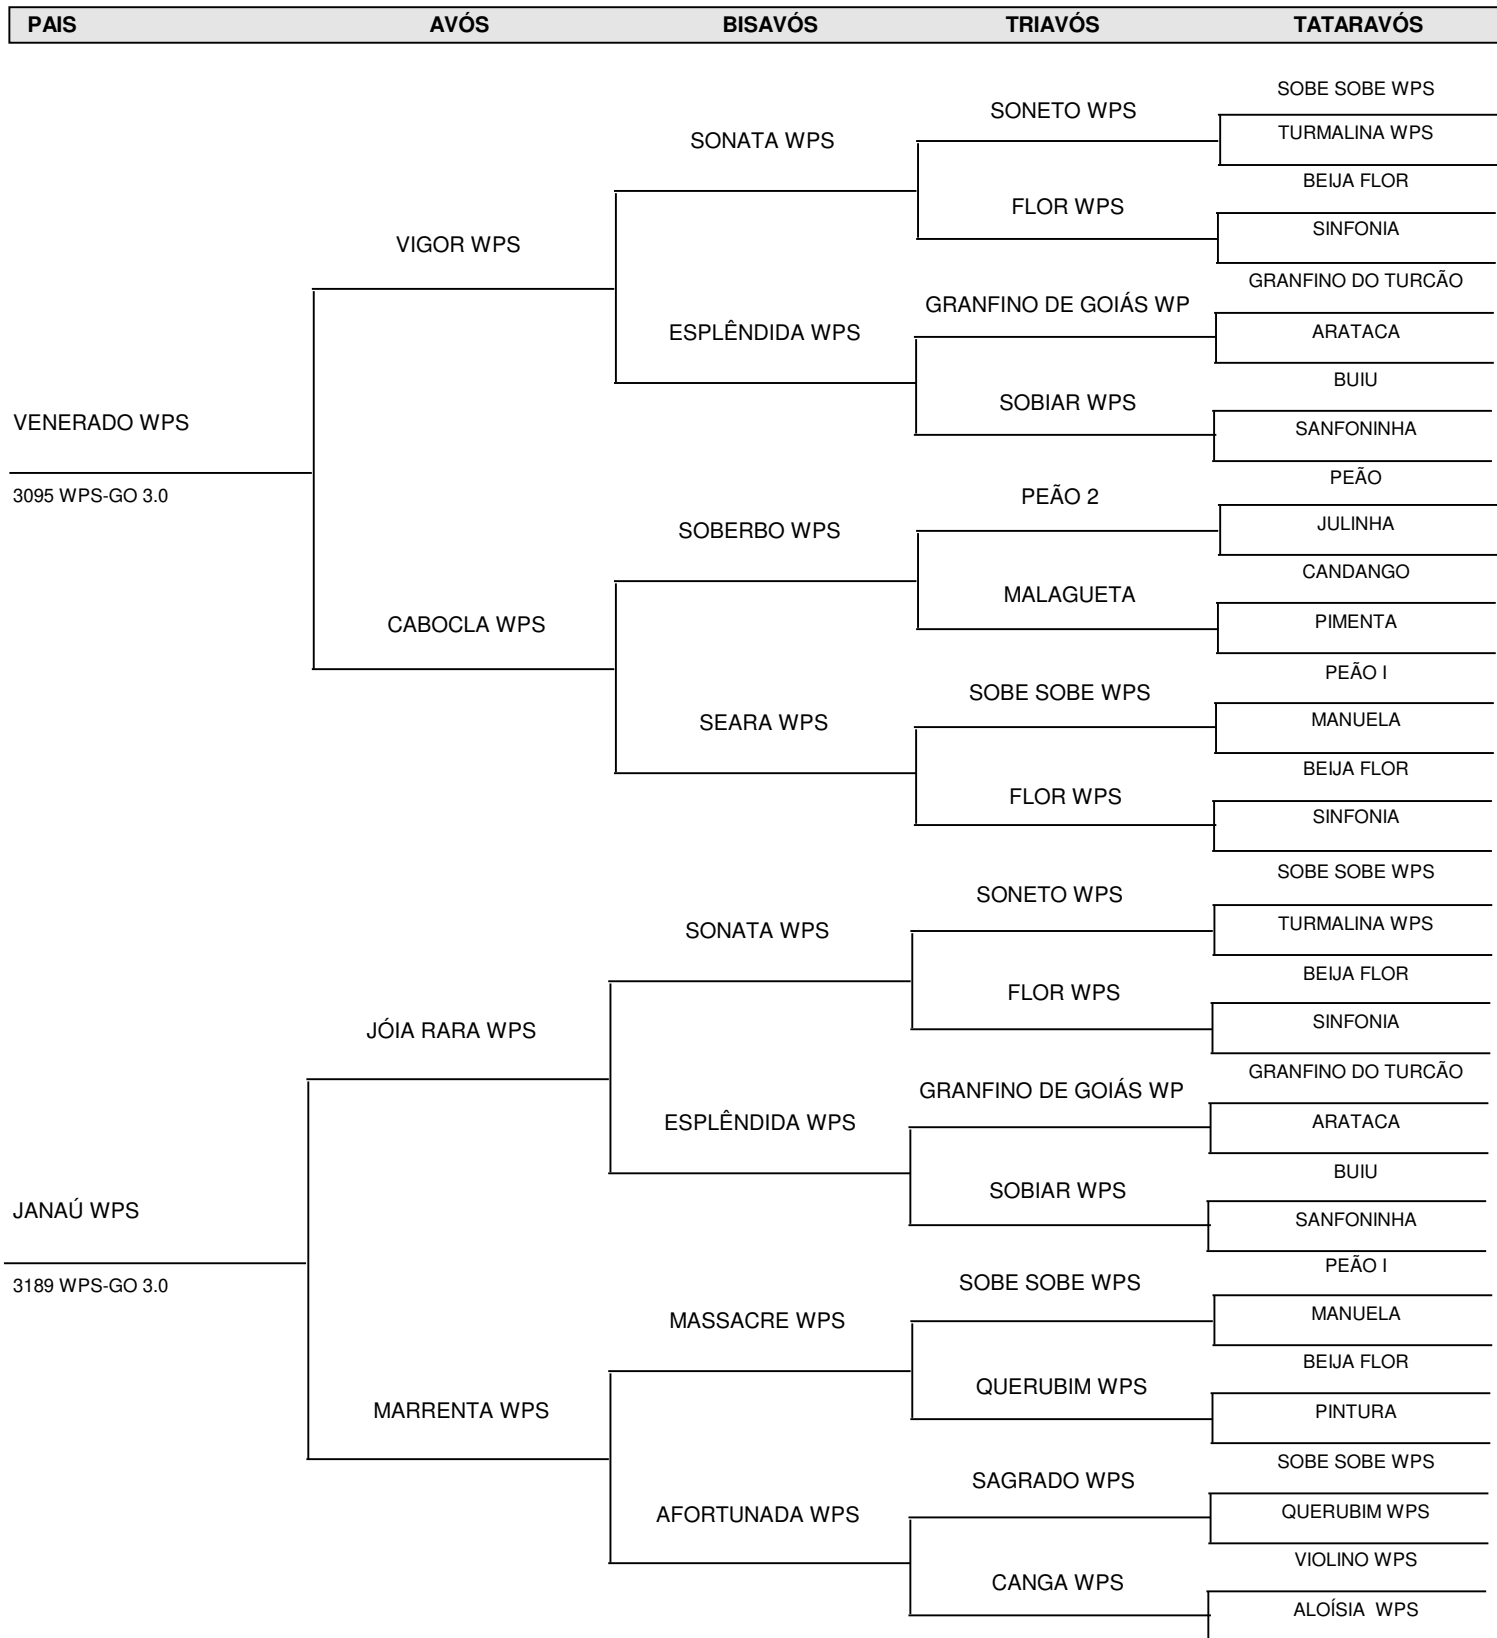 PAIS AVÓS BISAVÓS TRIAVÓS TATARAVÓS
SOBE SOBE WPS
SONETO WPS
TURMALINA WPS
SONATA WPS
BEIJA FLOR
FLOR WPS
SINFONIA
VIGOR WPS
GRANFINO DO TURCÃO
GRANFINO DE GOIÁS WP
ARATACA
ESPLÊNDIDA WPS
BUIU
SOBIAR WPS
SANFONINHA
VENERADO WPS
3095 WPS-GO 3.0
PEÃO
PEÃO 2
JULINHA
SOBERBO WPS
CANDANGO
MALAGUETA
PIMENTA
CABOCLA WPS
PEÃO I
SOBE SOBE WPS
MANUELA
SEARA WPS
BEIJA FLOR
FLOR WPS
SINFONIA
SOBE SOBE WPS
SONETO WPS
TURMALINA WPS
SONATA WPS
BEIJA FLOR
FLOR WPS
SINFONIA
JÓIA RARA WPS
GRANFINO DO TURCÃO
GRANFINO DE GOIÁS WP
ARATACA
ESPLÊNDIDA WPS
BUIU
SOBIAR WPS
SANFONINHA
JANAÚ WPS
3189 WPS-GO 3.0
PEÃO I
SOBE SOBE WPS
MANUELA
MASSACRE WPS
BEIJA FLOR
QUERUBIM WPS
PINTURA
MARRENTA WPS
SOBE SOBE WPS
SAGRADO WPS
QUERUBIM WPS
AFORTUNADA WPS
VIOLINO WPS
CANGA WPS
ALOÍSIA WPS